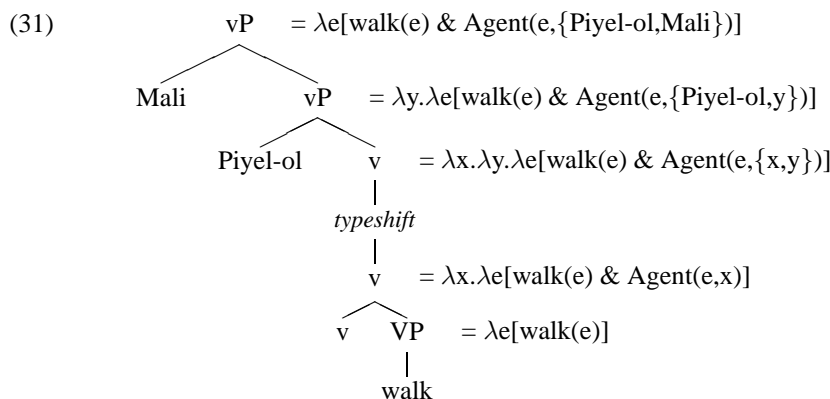 (31) vP = λe[walk(e) & Agent(e,{Piyel-ol,Mali})]
Mali vP = λy.λe[walk(e) & Agent(e,{Piyel-ol,y})]
Piyel-ol v = λx.λy.λe[walk(e) & Agent(e,{x,y})]
typeshift
v = λx.λe[walk(e) & Agent(e,x)]
v VP = λe[walk(e)]
walk